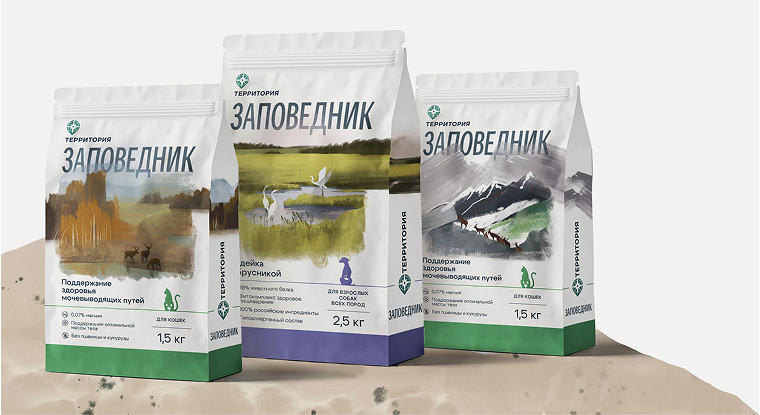 ТЕРРИТОРИЯ
ЗАПОВЕДНИК
Поддержание
здоровья
мочевыводящих путей
0,07% магния
Поддержание оптимальной
массы тела
Без пшеницы и кукурузы
для кошек
1,5 кг
ТЕРРИТОРИЯ
ЗАПОВЕДНИК
ТЕРРИТОРИЯ
ЗАПОВЕДНИК
дейка
брусникой
животного белка
здоровое
пищеварение
100% российские ингредиенты
Гипоаллергенный состав
для взрослых
собак
всех пород
2,5 кг
ТЕРРИТОРИЯ
ЗАПОВЕДНИК
ТЕРРИТОРИЯ
ЗАПОВЕДНИК
Поддержание
здоровья
мочевыводящих путей
0,07% магния
Поддержание оптимальной
массы тела
Без пшеницы и кукурузы
для кошек
1,5 кг
ТЕРРИТОРИЯ
ЗАПОВЕДНИК